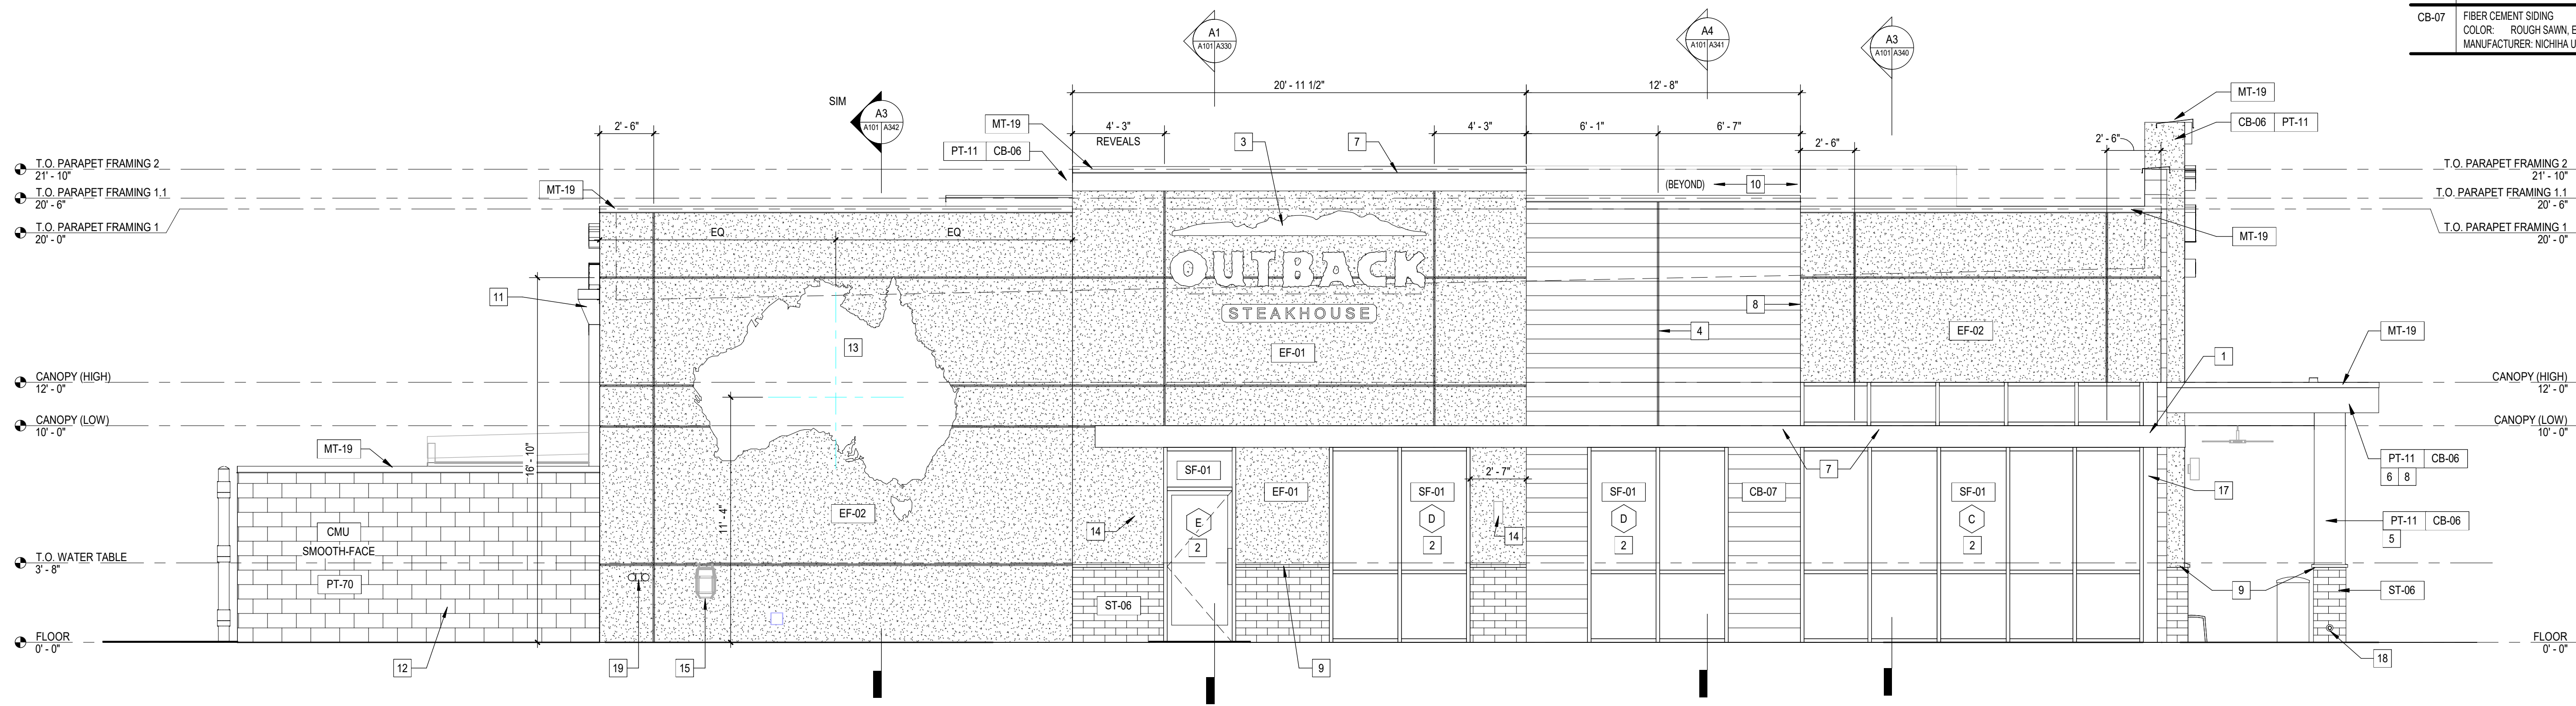 CB-07
FIBER CEMENT SIDING
COLOR: ROUGH SAWN,
MANUFACTURER: NICHIHA
A1
A101 A330
A4
A101 A341
A3
A101 A340
SIM
A3
A101 A342
20' - 11 1/2"
12' - 8"
MT-19
CB-06 PT-11
2' - 6"
MT-19
4' - 3"
REVEALS
3
7
4' - 3"
6' - 1"
6' - 7"
2' - 6"
2' - 6"
PT-11 CB-06
T.O. PARAPET FRAMING 2
21' - 10"
T.O. PARAPET FRAMING 1.1
20' - 6"
T.O. PARAPET FRAMING 1
20' - 0"
MT-19
(BEYOND)
10
T.O. PARAPET FRAMING 2
21' - 10"
T.O. PARAPET FRAMING 1.1
20' - 6"
T.O. PARAPET FRAMING 1
20' - 0"
MT-19
EQ
EQ
OUTBACK
STEAKHOUSE
11
8
4
13
EF-01
EF-02
MT-19
1
CANOPY (HIGH)
12' - 0"
CANOPY (HIGH)
12' - 0"
CANOPY (LOW)
10' - 0"
CANOPY (LOW)
10' - 0"
MT-19
16' - 10"
11' - 4"
SF-01
2' - 7"
7
PT-11 CB-06
6 8
EF-02
EF-01
SF-01
SF-01
CB-07
SF-01
17
E
2
D
2
D
2
C
2
14
14
PT-11 CB-06
5
CMU
SMOOTH-FACE
PT-70
T.O. WATER TABLE
3' - 8"
ST-06
9
ST-06
FLOOR
0' - 0"
FLOOR
0' - 0"
12
19
15
9
18